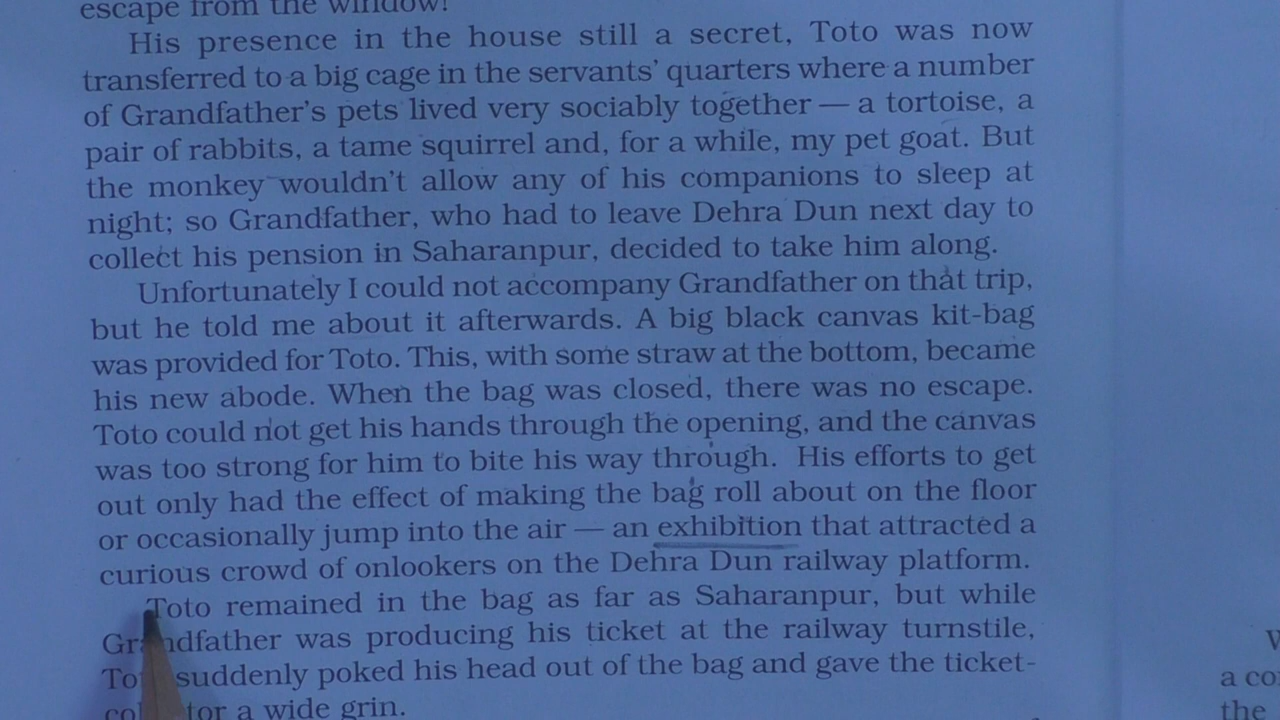 escape from the window!
His presence in the house still a secret, Toto was now
transferred to a big cage in the servants' quarters where a number
of Grandfather's pets lived very sociably together — a tortoise, a
pair of rabbits, a tame squirrel and, for a while, my pet goat. But
the monkey wouldn't allow any of his companions to sleep at
night; so Grandfather, who had to leave Dehra Dun next day to
collect his pension in Saharanpur, decided to take him along.
Unfortunately I could not accompany Grandfather on that trip,
but he told me about it afterwards. A big black canvas kit-bag
was provided for Toto. This, with some straw at the bottom, became
his new abode. When the bag was closed, there was no escape.
Toto could not get his hands through the opening, and the canvas
was too strong for him to bite his way through. His efforts to get
out only had the effect of making the bag roll about on the floor
or occasionally jump into the air — an exhibition that attracted a
curious crowd of onlookers on the Dehra Dun railway platform.
Toto remained in the bag as far as Saharanpur, but while
Grandfather was producing his ticket at the railway turnstile,
suddenly poked his head out of the bag and gave the ticket-
a wide grin.
a co
the